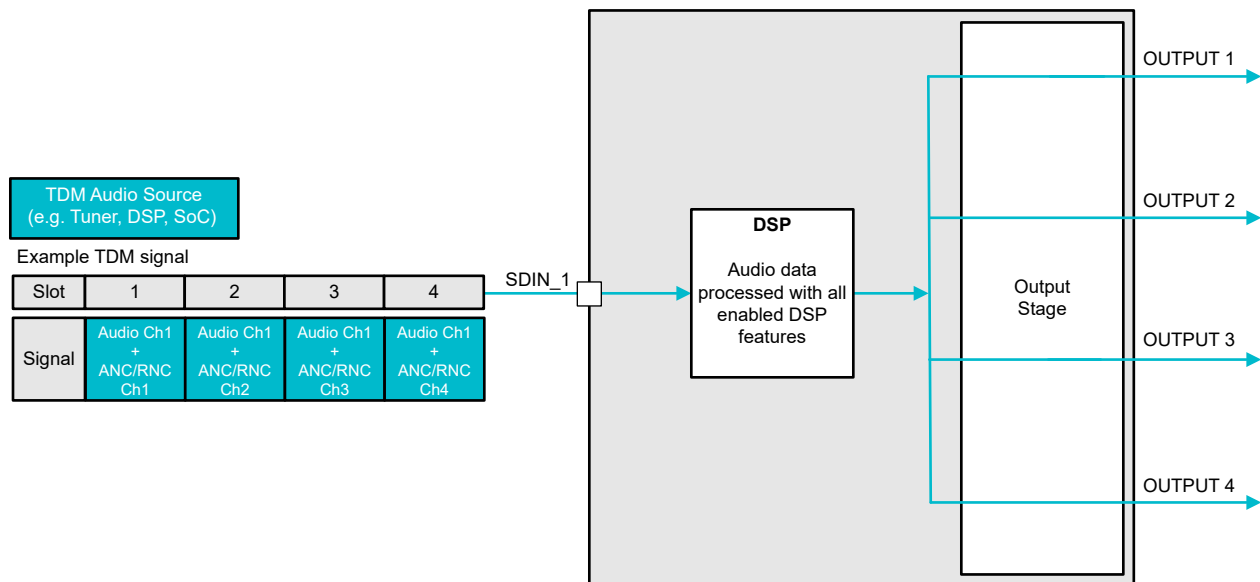 TDM Audio Source
(e.g. Tuner, DSP, SoC)
Example TDM signal
Slot 1 2 3 4
Signal
Audio Ch1
+
ANC/RNC
Ch1
Audio Ch1
+
ANC/RNC
Ch2
Audio Ch1
+
ANC/RNC
Ch3
Audio Ch1
+
ANC/RNC
Ch4
SDIN_1
DSP
Audio data
processed with all
enabled DSP
features
Output
Stage
OUTPUT 1
OUTPUT 2
OUTPUT 3
OUTPUT 4